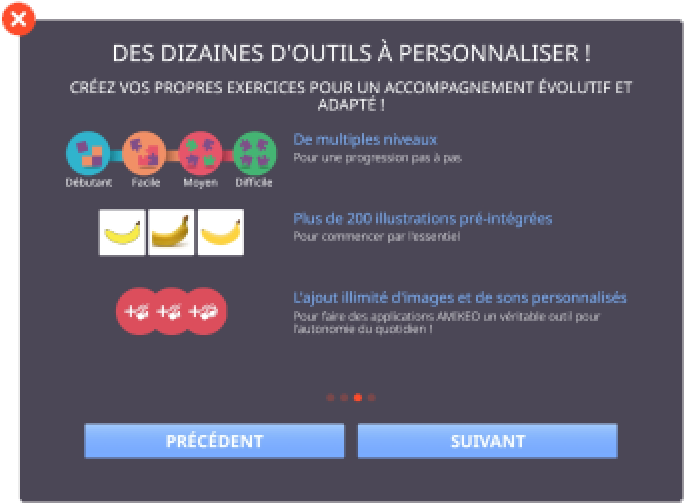 DES DIZAINES D'OUTILS À PERSONNALISER !
CRÉEZ VOS PROPRES EXERCICES POUR UN ACCOMPAGNEMENT ÉVOLUTIF ET
ADAPTÉ !
De multiples niveaux
Pour une progression pas à pas
Débutant Facile Moyen Difficile
Plus de 200 illustrations pré-intégrées
Pour commencer par l'essentiel
L'ajout illimité d'images et de sons personnalisés
Pour faire des applications AMIKEO un véritable outil pour
l'autonomie du quotidien !
PRÉCÉDENT
SUIVANT